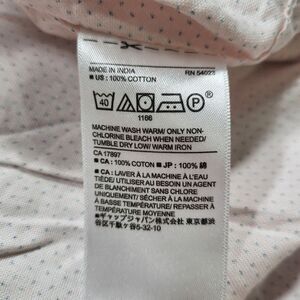 MADE IN INDIA RN 54023
■ US: 100% COTTON
40 P
1166
MACHINE WASH WARM/ ONLY NON-
CHLORINE BLEACH WHEN NEEDED/
TUMBLE DRY LOW/ WARM IRON
CA 17897
■ CA : 100% COTON ■ JP : 100% 綿
■ CA : LAVER À LA MACHINE À L'EAU
TIÈDE/ UTILISER AU BESOIN UN AGENT
DE BLANCHIMENT SANS CHLORE
UNIQUEMENT/ SÉCHER À LA MACHINE
À BASSE TEMPÉRATURE/ REPASSER À
TEMPÉRATURE MOYENNE
■ギャップジャパン株式会社 東京都渋
谷区千駄ヶ谷5-32-10